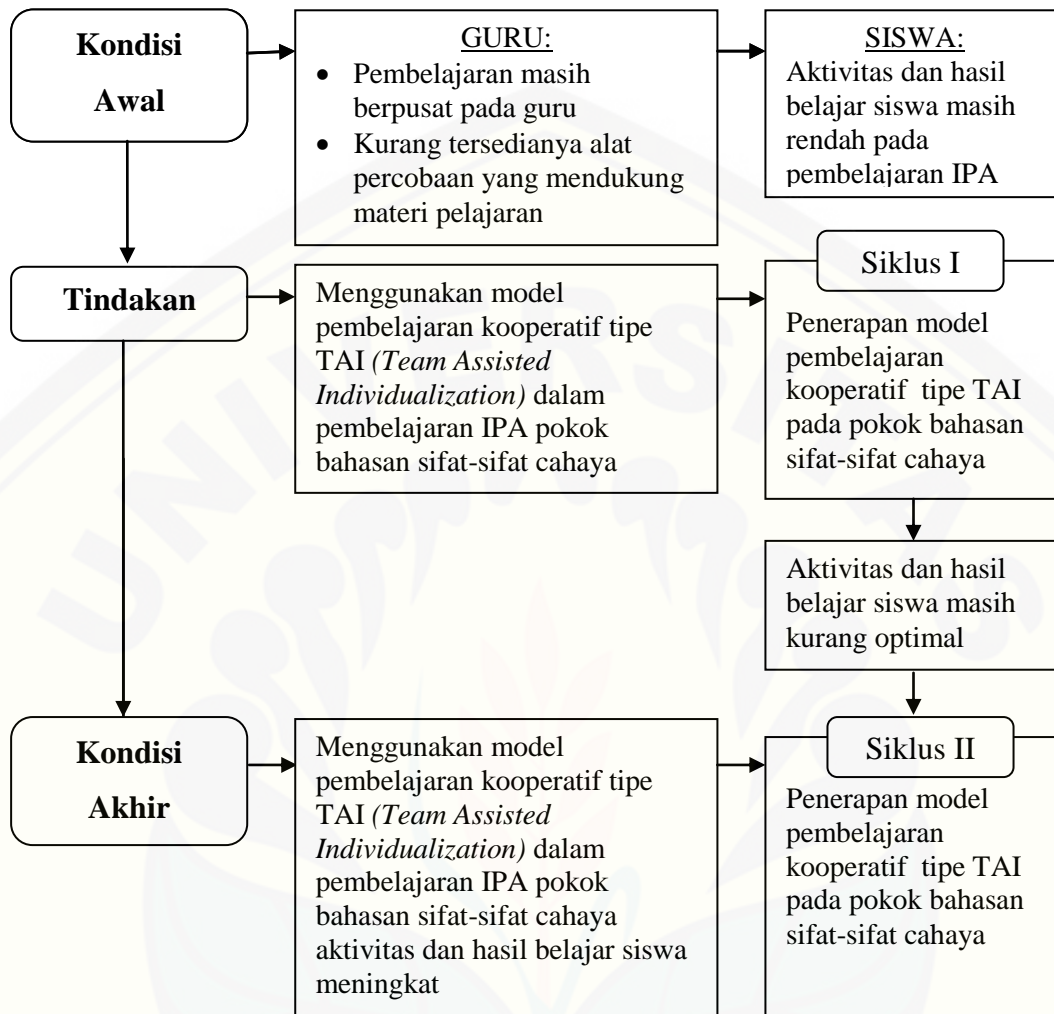 Kondisi
Awal
GURU:
• Pembelajaran masih
berpusat pada guru
• Kurang tersedianya alat
percobaan yang mendukung
materi pelajaran
SISWA:
Aktivitas dan hasil
belajar siswa masih
rendah pada
pembelajaran IPA
Tindakan
Menggunakan model
pembelajaran kooperatif tipe
TAI (Team Assisted
Individualization) dalam
pembelajaran IPA pokok
bahasan sifat-sifat cahaya
Siklus I
Penerapan model
pembelajaran
kooperatif tipe TAI
pada pokok bahasan
sifat-sifat cahaya
Aktivitas dan hasil
belajar siswa masih
kurang optimal
Kondisi
Akhir
Menggunakan model
pembelajaran kooperatif tipe
TAI (Team Assisted
Individualization) dalam
pembelajaran IPA pokok
bahasan sifat-sifat cahaya
aktivitas dan hasil belajar siswa
meningkat
Siklus II
Penerapan model
pembelajaran
kooperatif tipe TAI
pada pokok bahasan
sifat-sifat cahaya
UNIVERSITAS